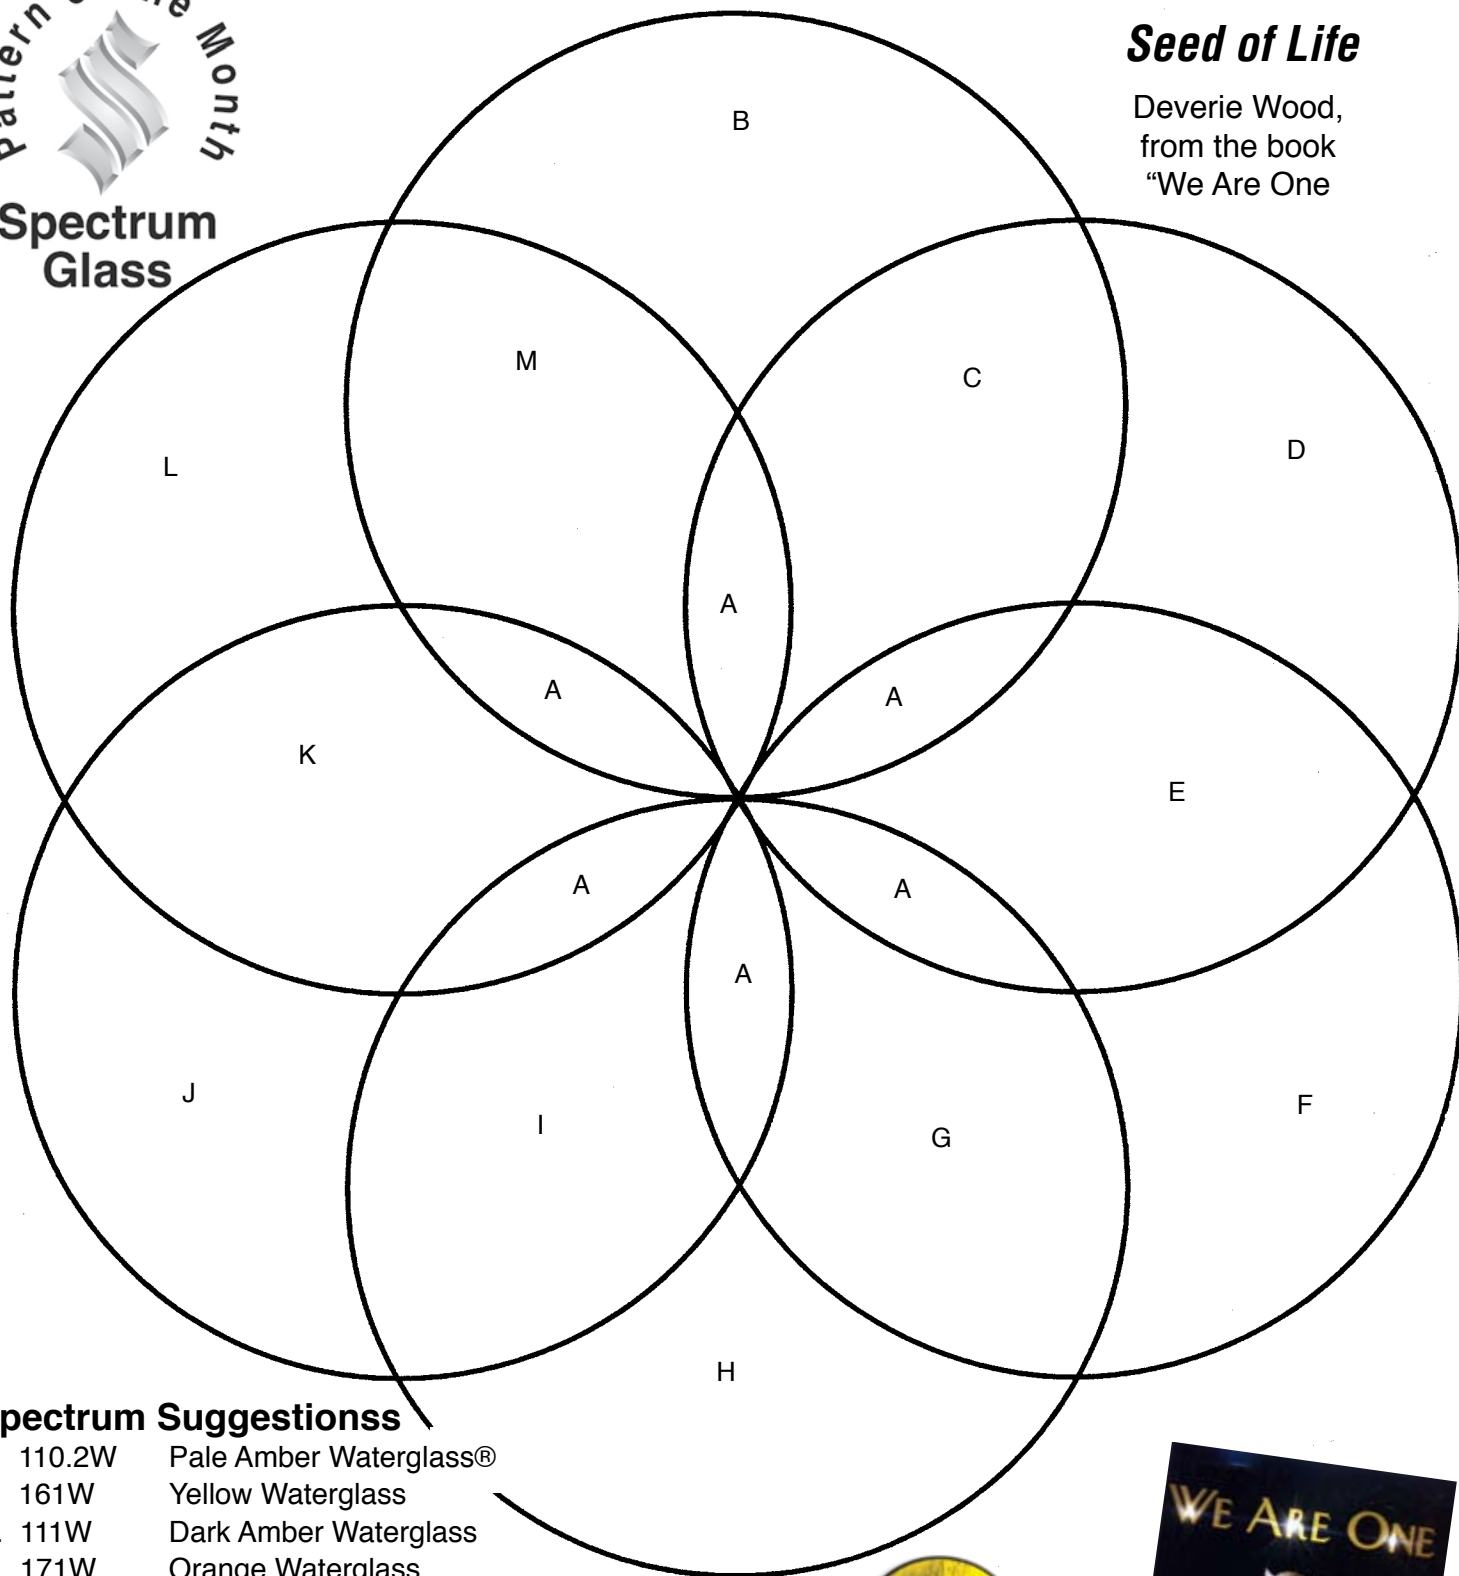 Pattern of the Month
Spectrum
Glass
Seed of Life
Deverie Wood,
from the book
“We Are One
B
M
C
L
D
A
A
A
K
E
A
A
A
J
I
G
F
H
pectrum Suggestionss
110.2W Pale Amber Waterglass®
161W Yellow Waterglass
111W Dark Amber Waterglass
171W Orange Waterglass
WE ARE ONE